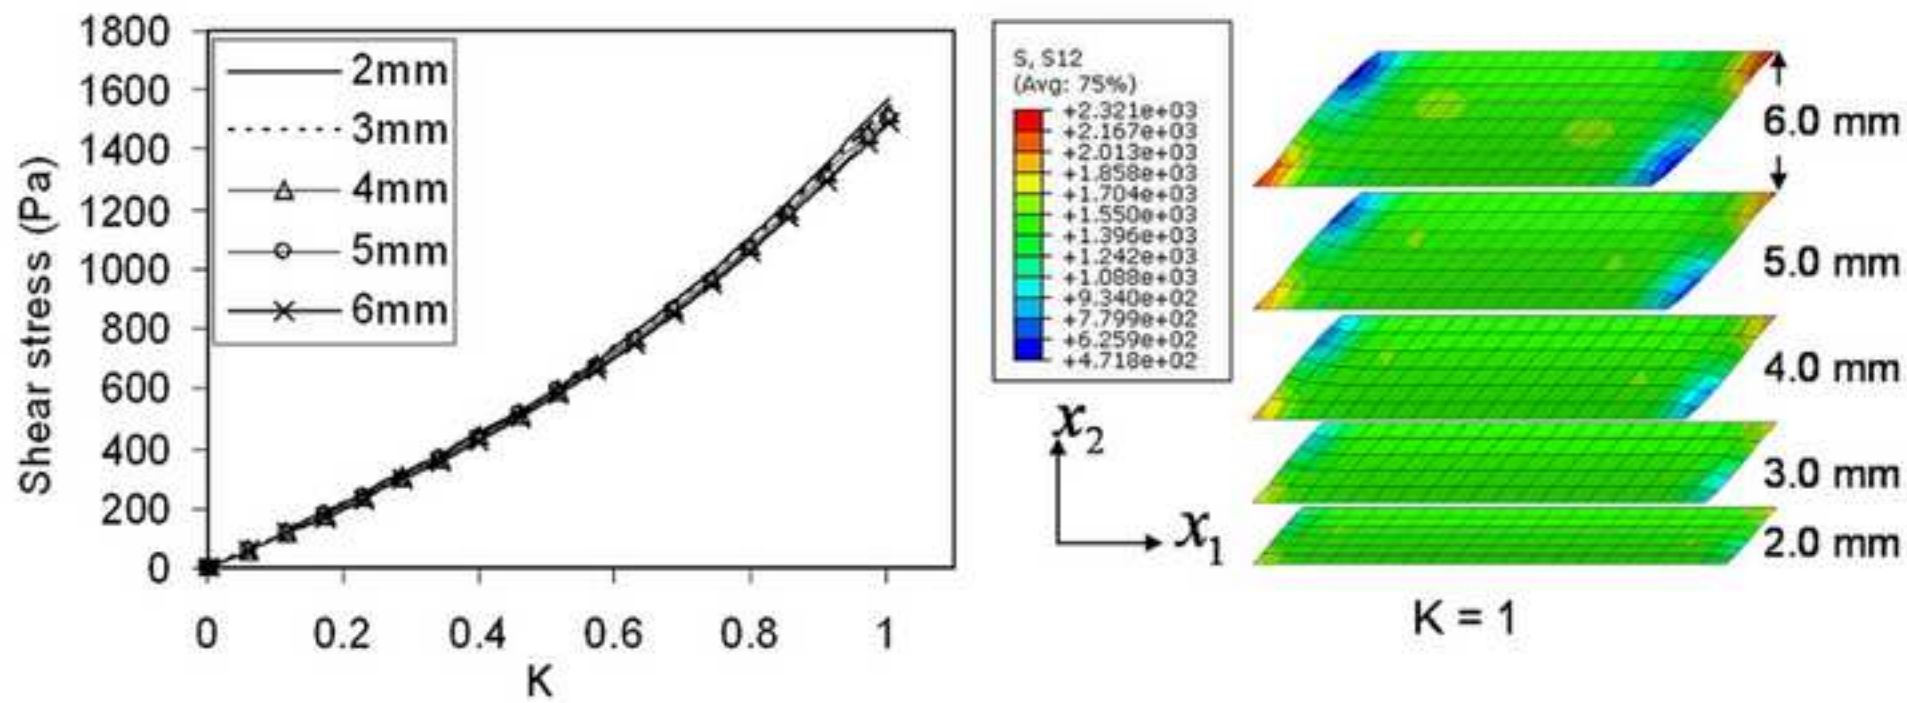 1800
1600
1400
1200
1000
800
600
400
200
0
Shear stress (Pa)
2mm
3mm
4mm
5mm
6mm
0 0.2 0.4 0.6 0.8 1
K
S, S12
(Avg: 75%)
+2.321e+03
+2.167e+03
+2.013e+03
+1.858e+03
+1.704e+03
+1.550e+03
+1.396e+03
+1.242e+03
+1.088e+03
+9.340e+02
+7.799e+02
+6.259e+02
+4.718e+02
x2
x1
6.0 mm
5.0 mm
4.0 mm
3.0 mm
2.0 mm
K = 1